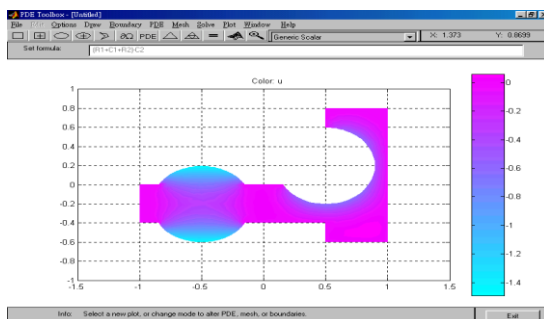 PDE Toolbox - [Untitled]
File Edit Options Draw Boundary PDE Mesh Solve Plot Window Help
∂Ω PDE △ = Generic Scalar X: 1.373 Y: 0.8699
Set formula: (R1+C1+R2)-C2
Color: u
1
0.8
0.6
0.4
0.2
0
-0.2
-0.4
-0.6
-0.8
-1
-1.5 -1 -0.5 0 0.5 1 1.5
0
-0.2
-0.4
-0.6
-0.8
-1
-1.2
-1.4
Info: Select a new plot, or change mode to alter PDE, mesh, or boundaries.
Exit